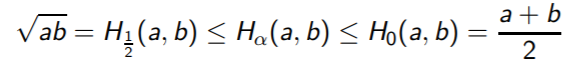 √ab = H_{1/2}(a, b) ≤ H_α(a, b) ≤ H_0(a, b) = (a + b)/2